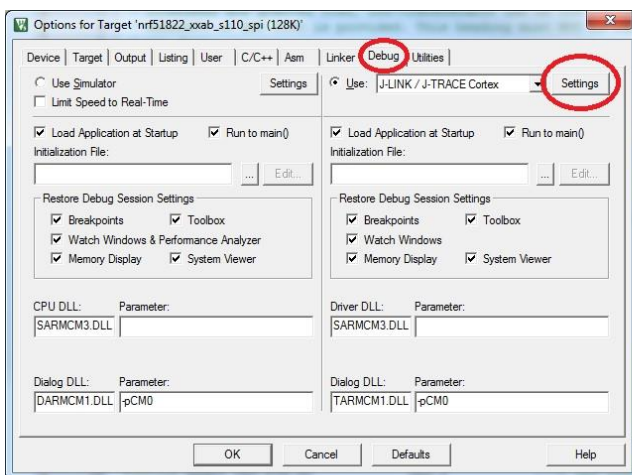 Options for Target 'nrf51822_xxab_s110_spi (128K)'
Device Target Output Listing User C/C++ Asm Linker Debug Utilities
Use Simulator Settings Use: J-LINK / J-TRACE Cortex Settings
Limit Speed to Real-Time
Load Application at Startup Run to main() Load Application at Startup Run to main()
Initialization File: Initialization File:
... Edit... ... Edit...
Restore Debug Session Settings Restore Debug Session Settings
Breakpoints Toolbox Breakpoints Toolbox
Watch Windows & Performance Analyzer Watch Windows
Memory Display System Viewer Memory Display System Viewer
CPU DLL: Parameter: Driver DLL: Parameter:
SARMCM3.DLL SARMCM3.DLL
Dialog DLL: Parameter: Dialog DLL: Parameter:
DARMCM1.DLL -pCM0 TARMCM1.DLL -pCM0
OK Cancel Defaults Help